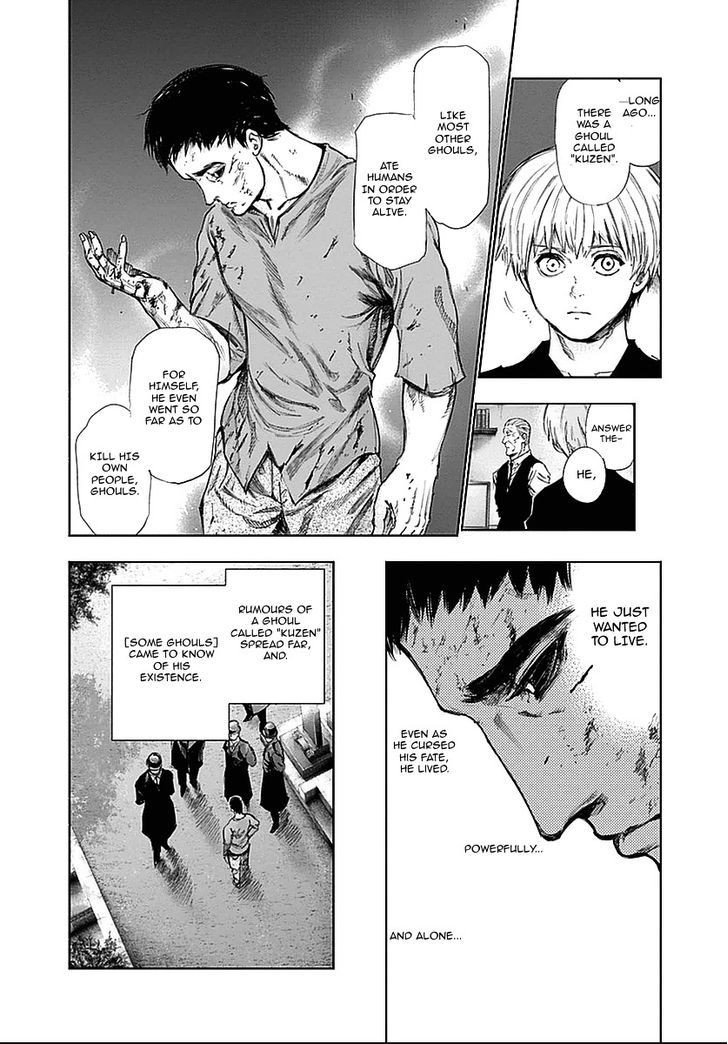 —LONG
AGO...
THERE
WAS A
GHOUL
CALLED
"KUZEN".
LIKE
MOST
OTHER
GHOULS,
ATE
HUMANS
IN ORDER
TO STAY
ALIVE.
FOR
HIMSELF,
HE EVEN
WENT SO
FAR AS TO
KILL HIS
OWN
PEOPLE,
GHOULS.
ANSWER
THE-
HE,
HE JUST
WANTED
TO LIVE.
EVEN AS
HE CURSED
HIS FATE,
HE LIVED.
POWERFULLY...
AND ALONE...
RUMOURS OF
A GHOUL
CALLED "KUZEN"
SPREAD FAR,
AND.
[SOME GHOULS]
CAME TO KNOW
OF HIS
EXISTENCE.